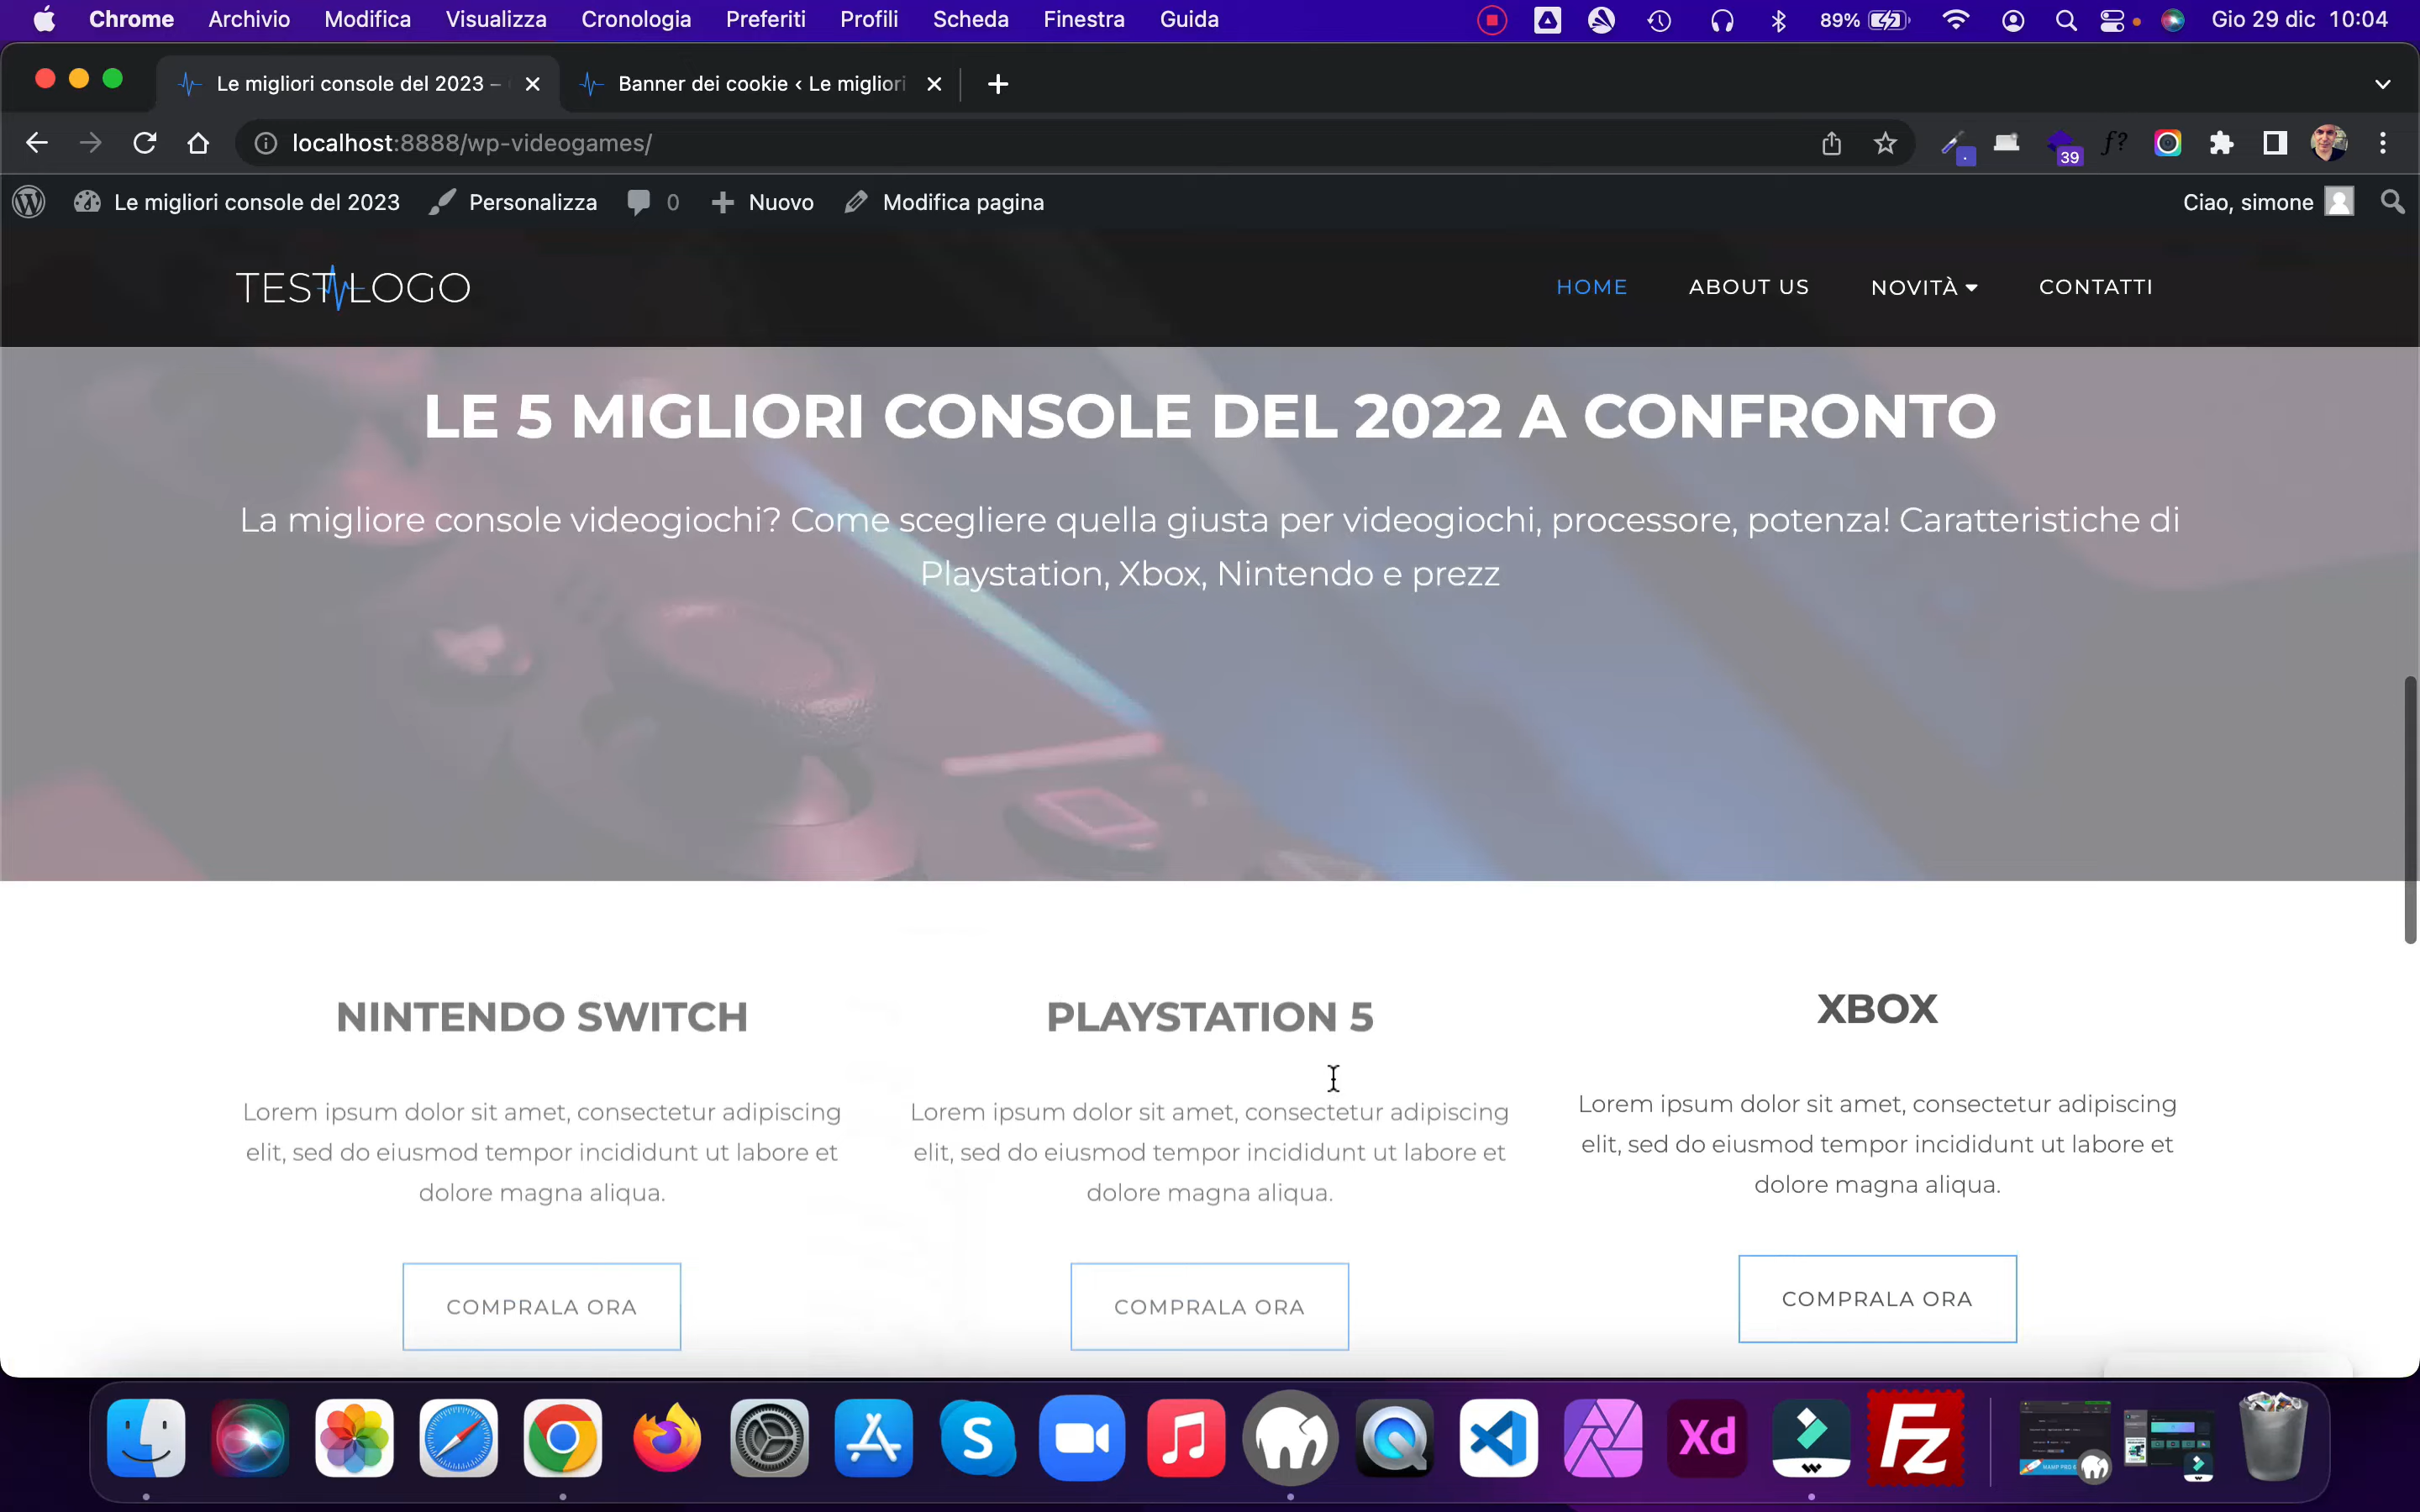 Chrome Archivio Modifica Visualizza Cronologia Preferiti Profili Scheda Finestra Guida 89% Gio 29 dic 10:04
Le migliori console del 2023 – Banner dei cookie ‹ Le migliori
localhost:8888/wp-videogames/ f? 39
Le migliori console del 2023 Personalizza 0 Nuovo Modifica pagina Ciao, simone
TEST LOGO HOME ABOUT US NOVITÀ CONTATTI
LE 5 MIGLIORI CONSOLE DEL 2022 A CONFRONTO
La migliore console videogiochi? Come scegliere quella giusta per videogiochi, processore, potenza! Caratteristiche di
Playstation, Xbox, Nintendo e prezz
NINTENDO SWITCH PLAYSTATION 5 XBOX
Lorem ipsum dolor sit amet, consectetur adipiscing Lorem ipsum dolor sit amet, consectetur adipiscing Lorem ipsum dolor sit amet, consectetur adipiscing
elit, sed do eiusmod tempor incididunt ut labore et elit, sed do eiusmod tempor incididunt ut labore et elit, sed do eiusmod tempor incididunt ut labore et
dolore magna aliqua. dolore magna aliqua. dolore magna aliqua.
COMPRALA ORA COMPRALA ORA COMPRALA ORA
Xd Fz